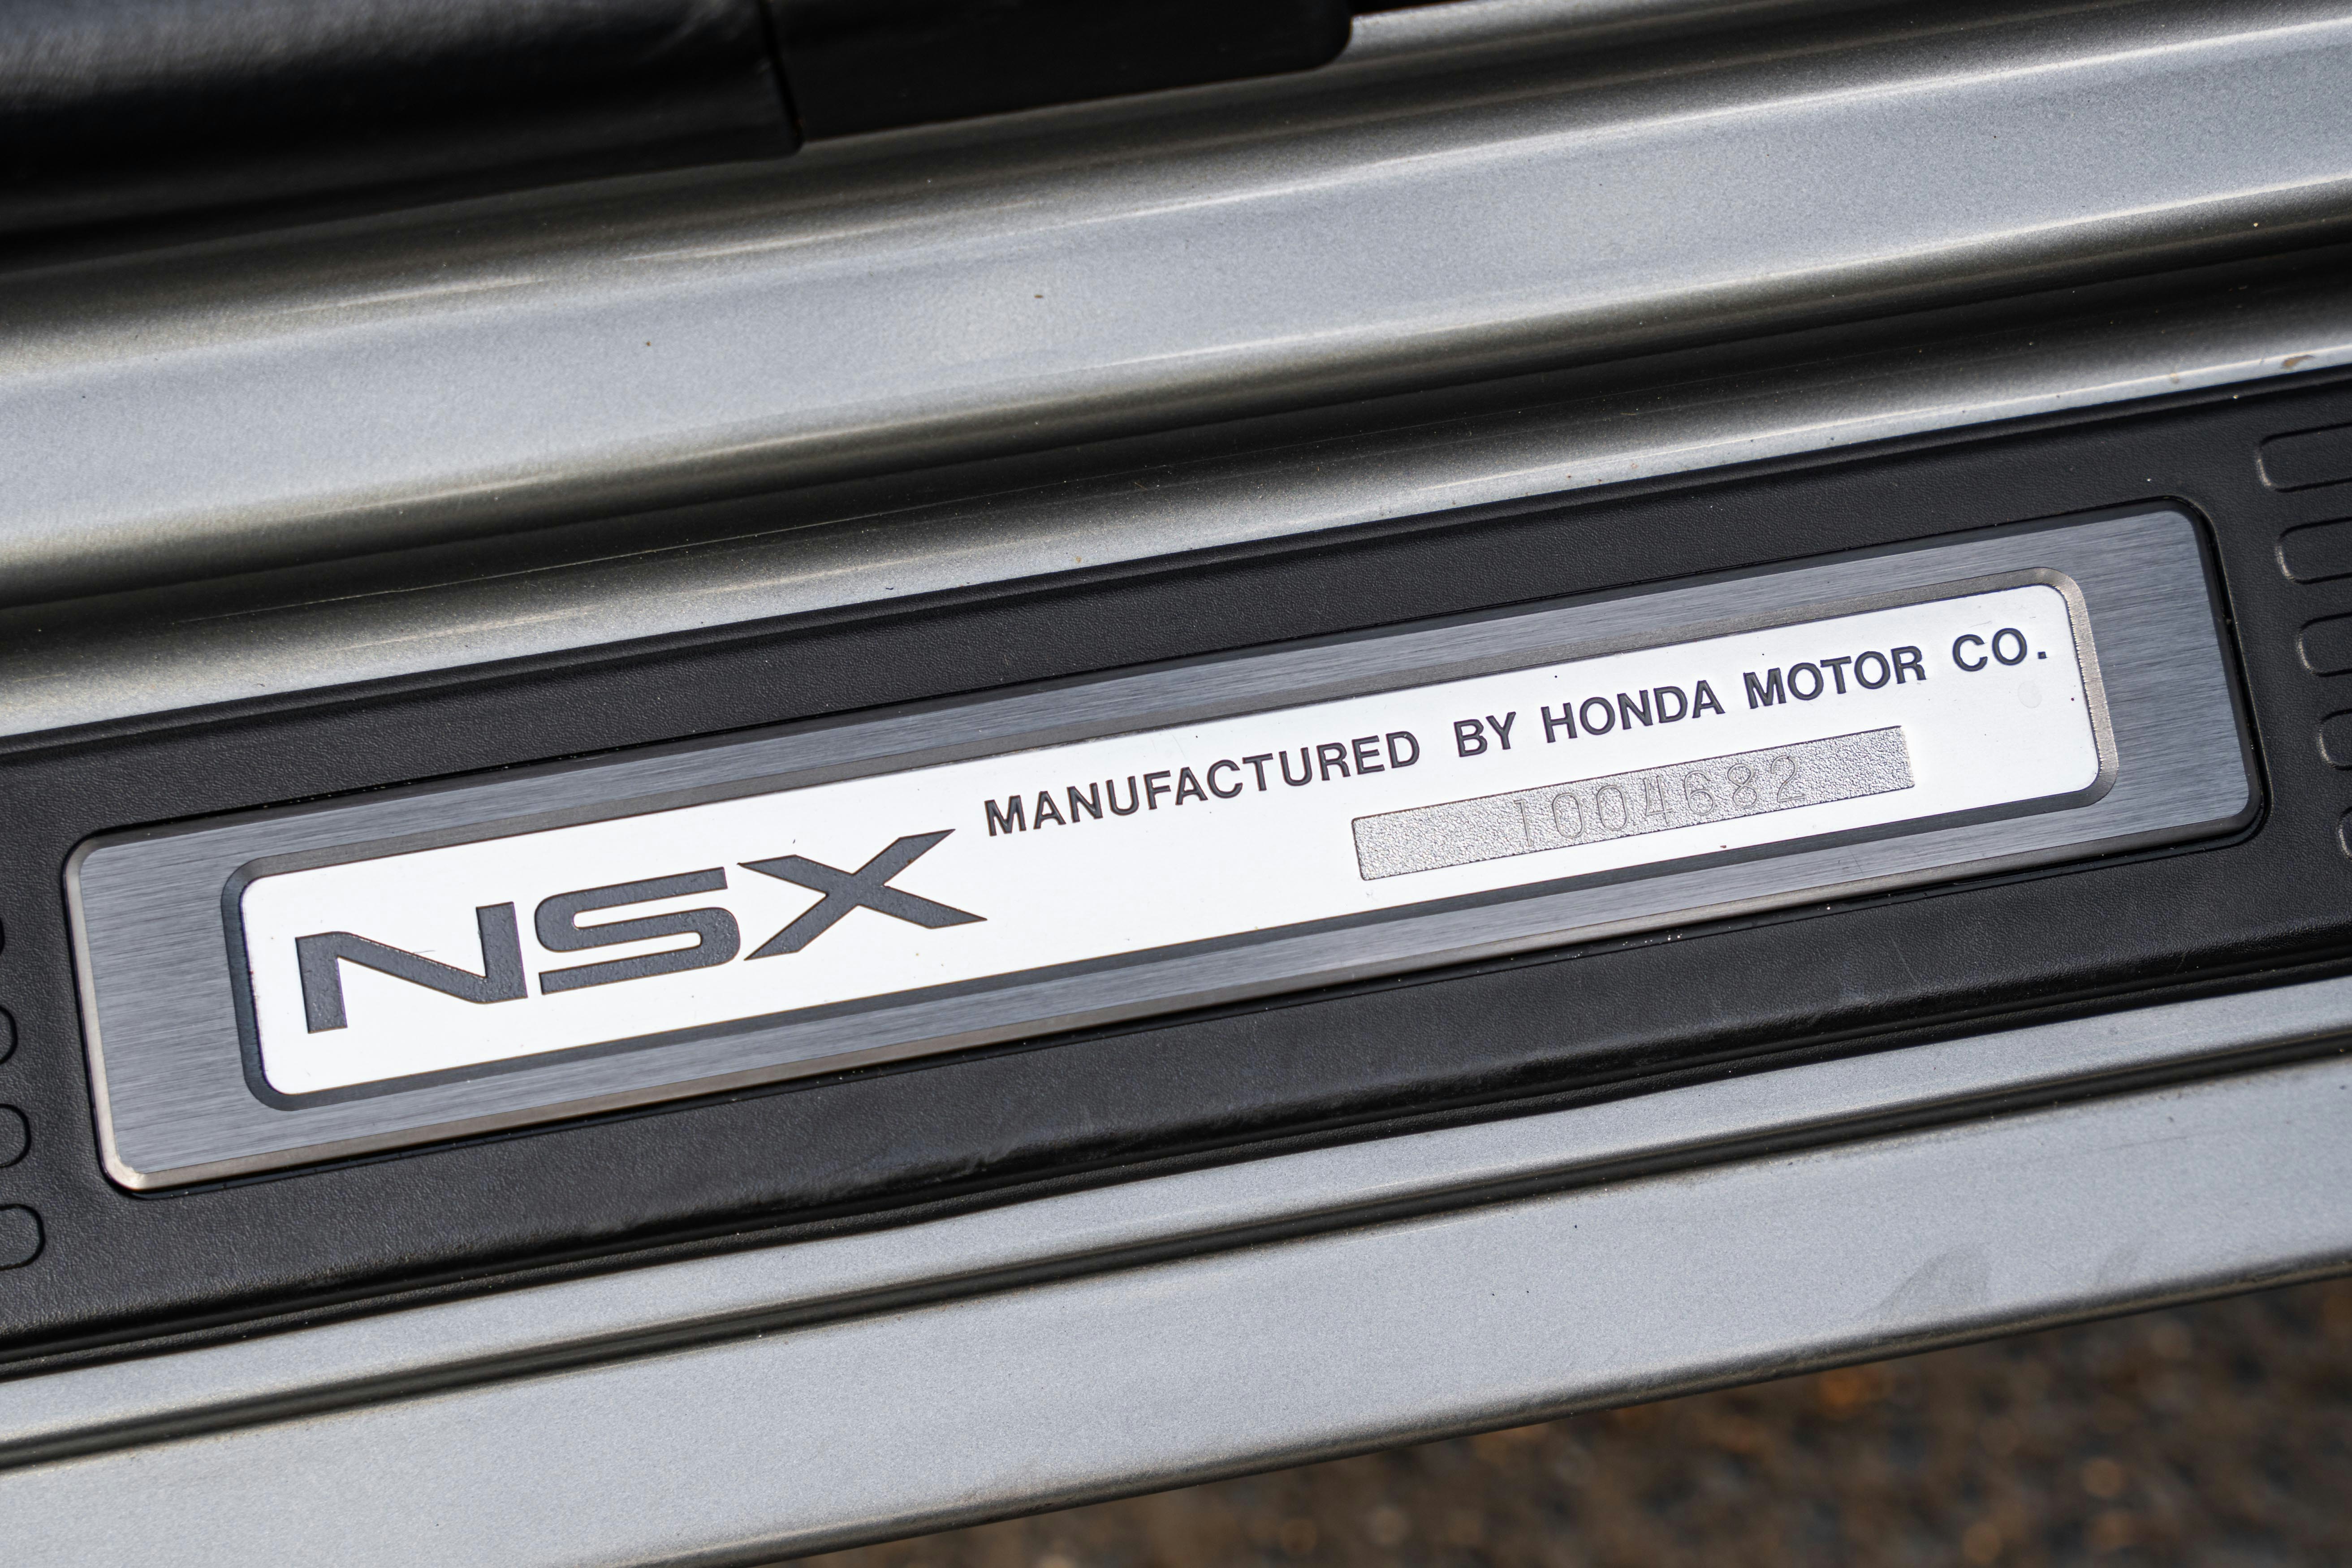 NSX MANUFACTURED BY HONDA MOTOR CO.
1004682